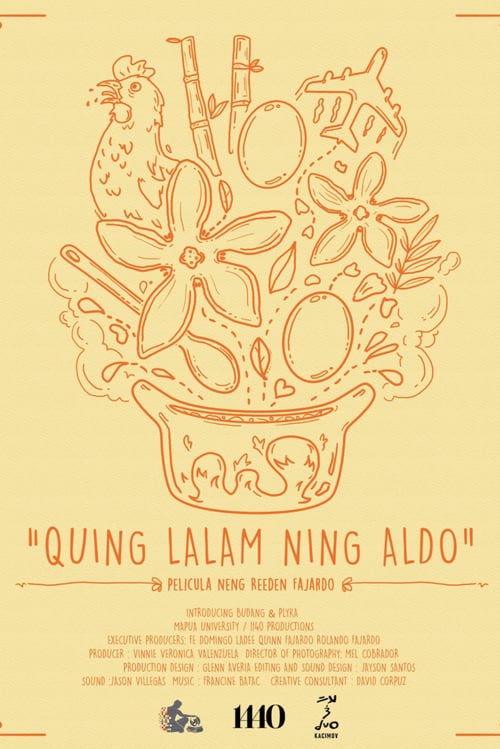 "QUING LALAM NING ALDO"
PELICULA NENG REEDEN FAJARDO
INTRODUCING BUDANG & PLYKA
MAPUA UNIVERSITY / 1140 PRODUCTIONS
EXECUTIVE PRODUCERS: FE DOMINGO LADEE QUINN FAJARDO ROLANDO FAJARDO
PRODUCER : VINNIE VERONICA VALENZUELA DIRECTOR OF PHOTOGRAPHY: MEL COBRADOR
PRODUCTION DESIGN : GLENN AVERIA EDITING AND SOUND DESIGN : JAYSON SANTOS
SOUND :JASON VILLEGAS MUSIC : FRANCINE BATAC CREATIVE CONSULTANT : DAVID CORPUZ
1440
KACIMOV